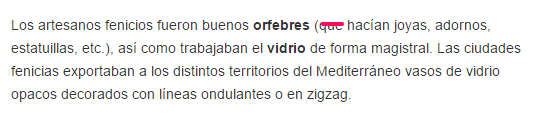 Los artesanos fenicios fueron buenos orfebres (que hacían joyas, adornos,
estatuillas, etc.), así como trabajaban el vidrio de forma magistral. Las ciudades
fenicias exportaban a los distintos territorios del Mediterráneo vasos de vidrio
opacos decorados con líneas ondulantes o en zigzag.